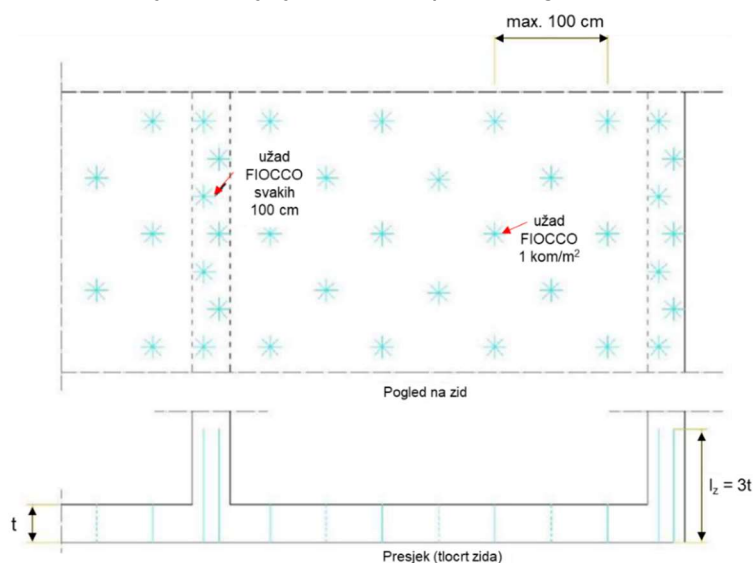 max. 100 cm
užad
FIOCCO
svakih
100 cm
užad
FIOCCO
1 kom/m²
Pogled na zid
t
l_z = 3t
Presjek (tlocrt zida)